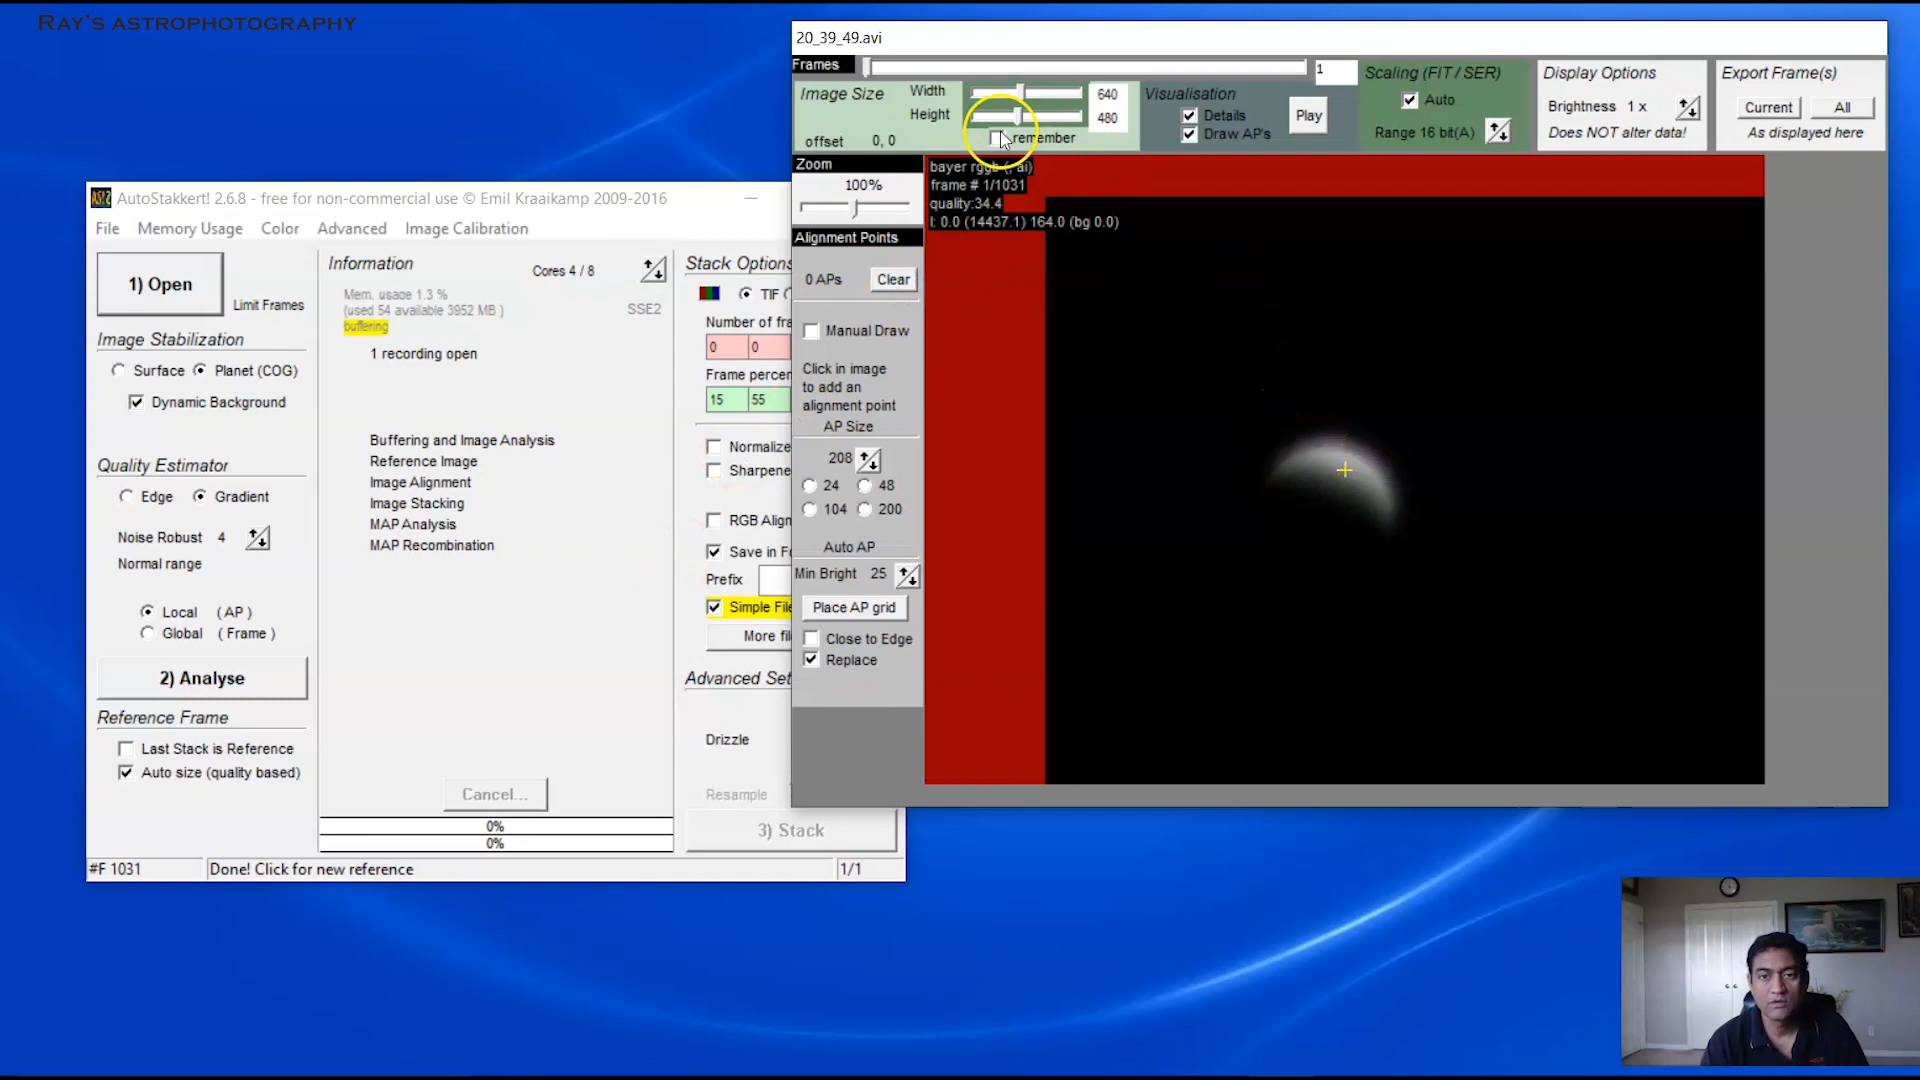 RAY'S ASTROPHOTOGRAPHY
20_39_49.avi
Frames
1
Image Size
Width
640
Height
480
offset 0, 0
remember
Visualisation
Details
Draw AP's
Play
Scaling (FIT / SER)
Auto
Range 16 bit(A)
Display Options
Brightness 1 x
Does NOT alter data!
Export Frame(s)
Current
All
As displayed here
Zoom
100%
Alignment Points
0 APs
Clear
Manual Draw
Click in image
to add an
alignment point
AP Size
208
24 48
104 200
Auto AP
Min Bright 25
Place AP grid
Close to Edge
Replace
bayer rggb
frame # 1/1031
quality:34.4
l: 0.0 (14437.1) 164.0 (bg 0.0)
AutoStakkert! 2.6.8 - free for non-commercial use © Emil Kraaikamp 2009-2016
File Memory Usage Color Advanced Image Calibration
1) Open
Limit Frames
Image Stabilization
Surface Planet (COG)
Dynamic Background
Quality Estimator
Edge Gradient
Noise Robust 4
Normal range
Local (AP)
Global (Frame)
2) Analyse
Reference Frame
Last Stack is Reference
Auto size (quality based)
Information
Cores 4 / 8
Mem. usage 1.3 %
(used 54 available 3952 MB )
SSE2
buffering
1 recording open
Buffering and Image Analysis
Reference Image
Image Alignment
Image Stacking
MAP Analysis
MAP Recombination
Cancel...
0%
0%
Stack Options
TIF
Number of fra
0 0
Frame percen
15 55
Normalize
Sharpene
RGB Align
Save in Fo
Prefix
Simple File
More fil
Advanced Set
Drizzle
Resample
3) Stack
#F 1031
Done! Click for new reference
1/1